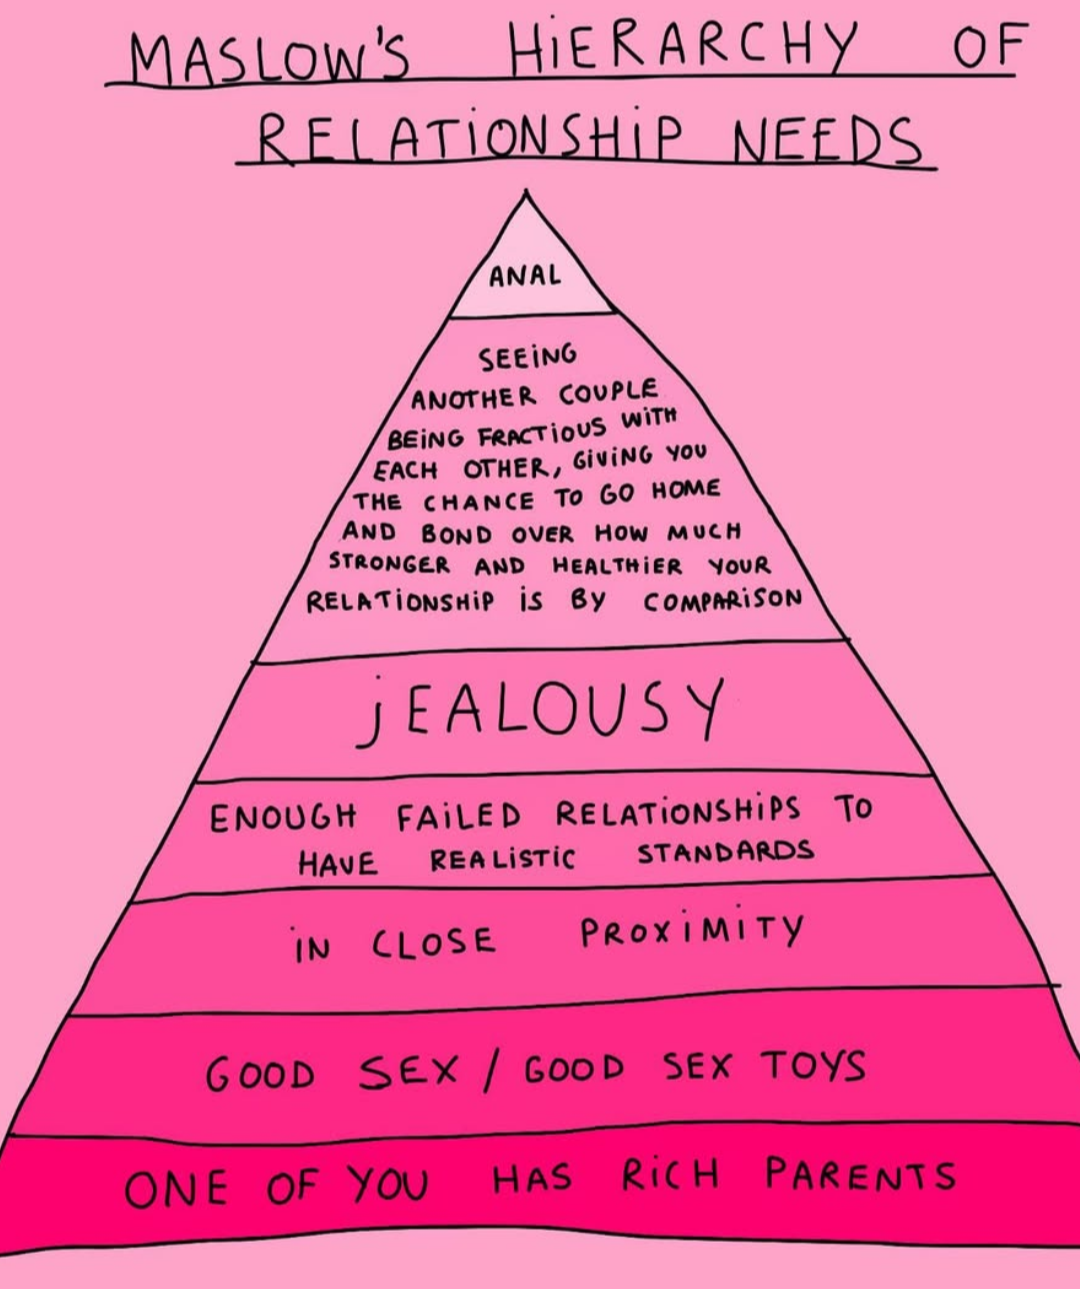 MASLOW'S HiERARCHY OF
RELATiONSHiP NEEDS
ANAL
SEEiNG
ANOTHER COUPLE
BEiNG FRACTiOUS WiTH
EACH OTHER, GiViNG YOU
THE CHANCE TO GO HOME
AND BOND OVER HOW MUCH
STRONGER AND HEALTHiER YOUR
RELATiONSHiP iS BY COMPARiSON
jEALOUSY
ENOUGH FAiLED RELATiONSHiPS TO
HAVE REALiSTiC STANDARDS
iN CLOSE PROXiMiTY
GOOD SEX / GOOD SEX TOYS
ONE OF YOU HAS RiCH PARENTS